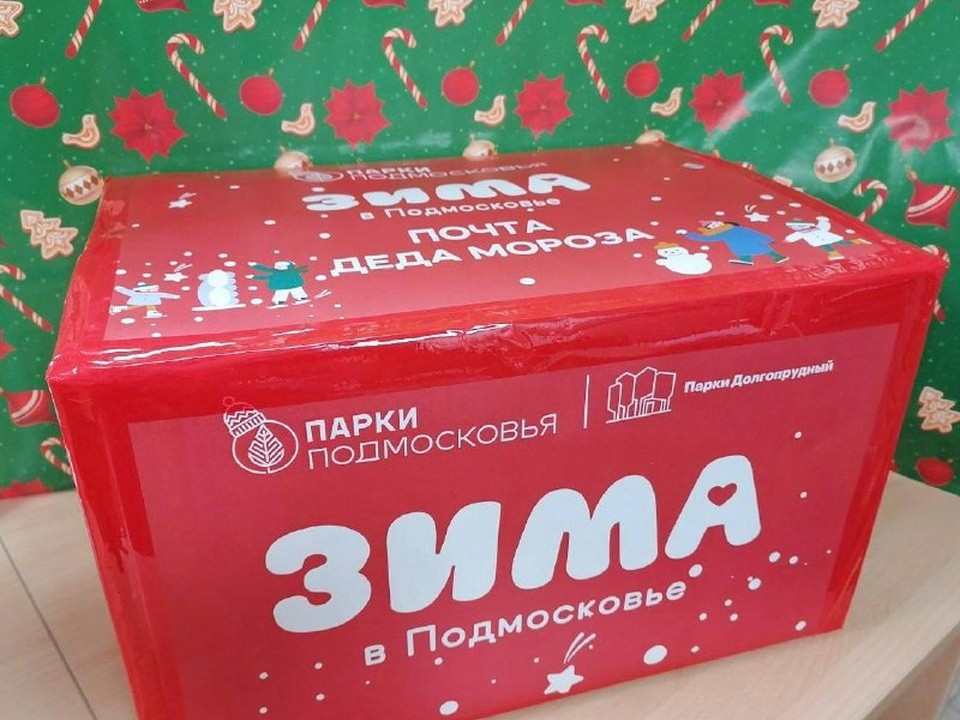 ПАРКИ
ПОДМОСКОВЬЯ
ЗИМА
в Подмосковье
ПОЧТА
ДЕДА МОРОЗА
ПАРКИ
ПОДМОСКОВЬЯ
Парки Долгопрудный
ЗИМА
в Подмосковье